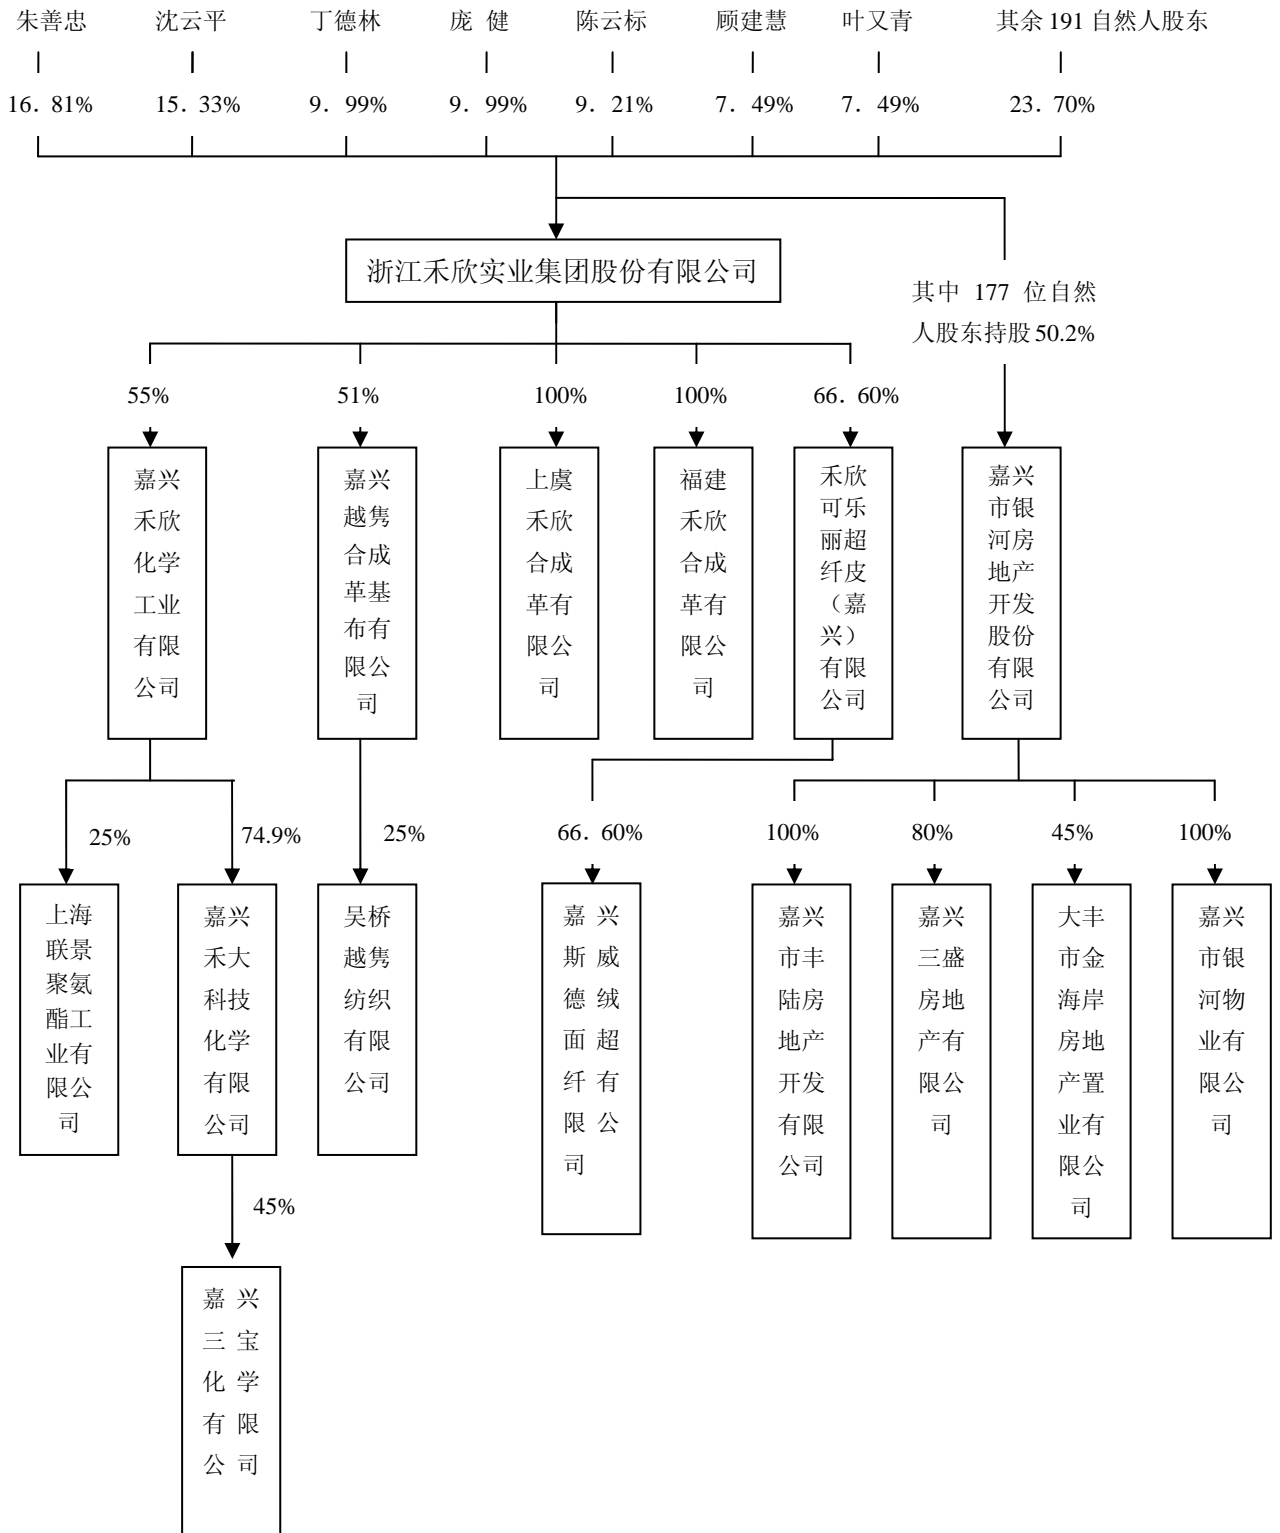 朱善忠 沈云平 丁德林 庞 健 陈云标 顾建慧 叶又青 其余 191 自然人股东
16. 81% 15. 33% 9. 99% 9. 99% 9. 21% 7. 49% 7. 49% 23. 70%
浙江禾欣实业集团股份有限公司
其中 177 位自然
人股东持股 50.2%
55% 51% 100% 100% 66. 60%
嘉兴
禾欣
化学
工业
有限
公司
嘉兴
越隽
合成
革基
布有
限公
司
上虞
禾欣
合成
革有
限公
司
福建
禾欣
合成
革有
限公
司
禾欣
可乐
丽超
纤皮
（嘉
兴）
有限
公司
嘉兴
市银
河房
地产
开发
股份
有限
公司
25% 74.9% 25% 66. 60% 100% 80% 45% 100%
上海
联景
聚氨
酯工
业有
限公
司
嘉兴
禾大
科技
化学
有限
公司
吴桥
越隽
纺织
有限
公司
嘉 兴
斯 威
德 绒
面 超
纤 有
限 公
司
嘉兴
市丰
陆房
地产
开发
有限
公司
嘉兴
三盛
房地
产有
限公
司
大丰
市金
海岸
房地
产置
业有
限公
司
嘉兴
市银
河物
业有
限公
司
45%
嘉 兴
三 宝
化 学
有 限
公 司